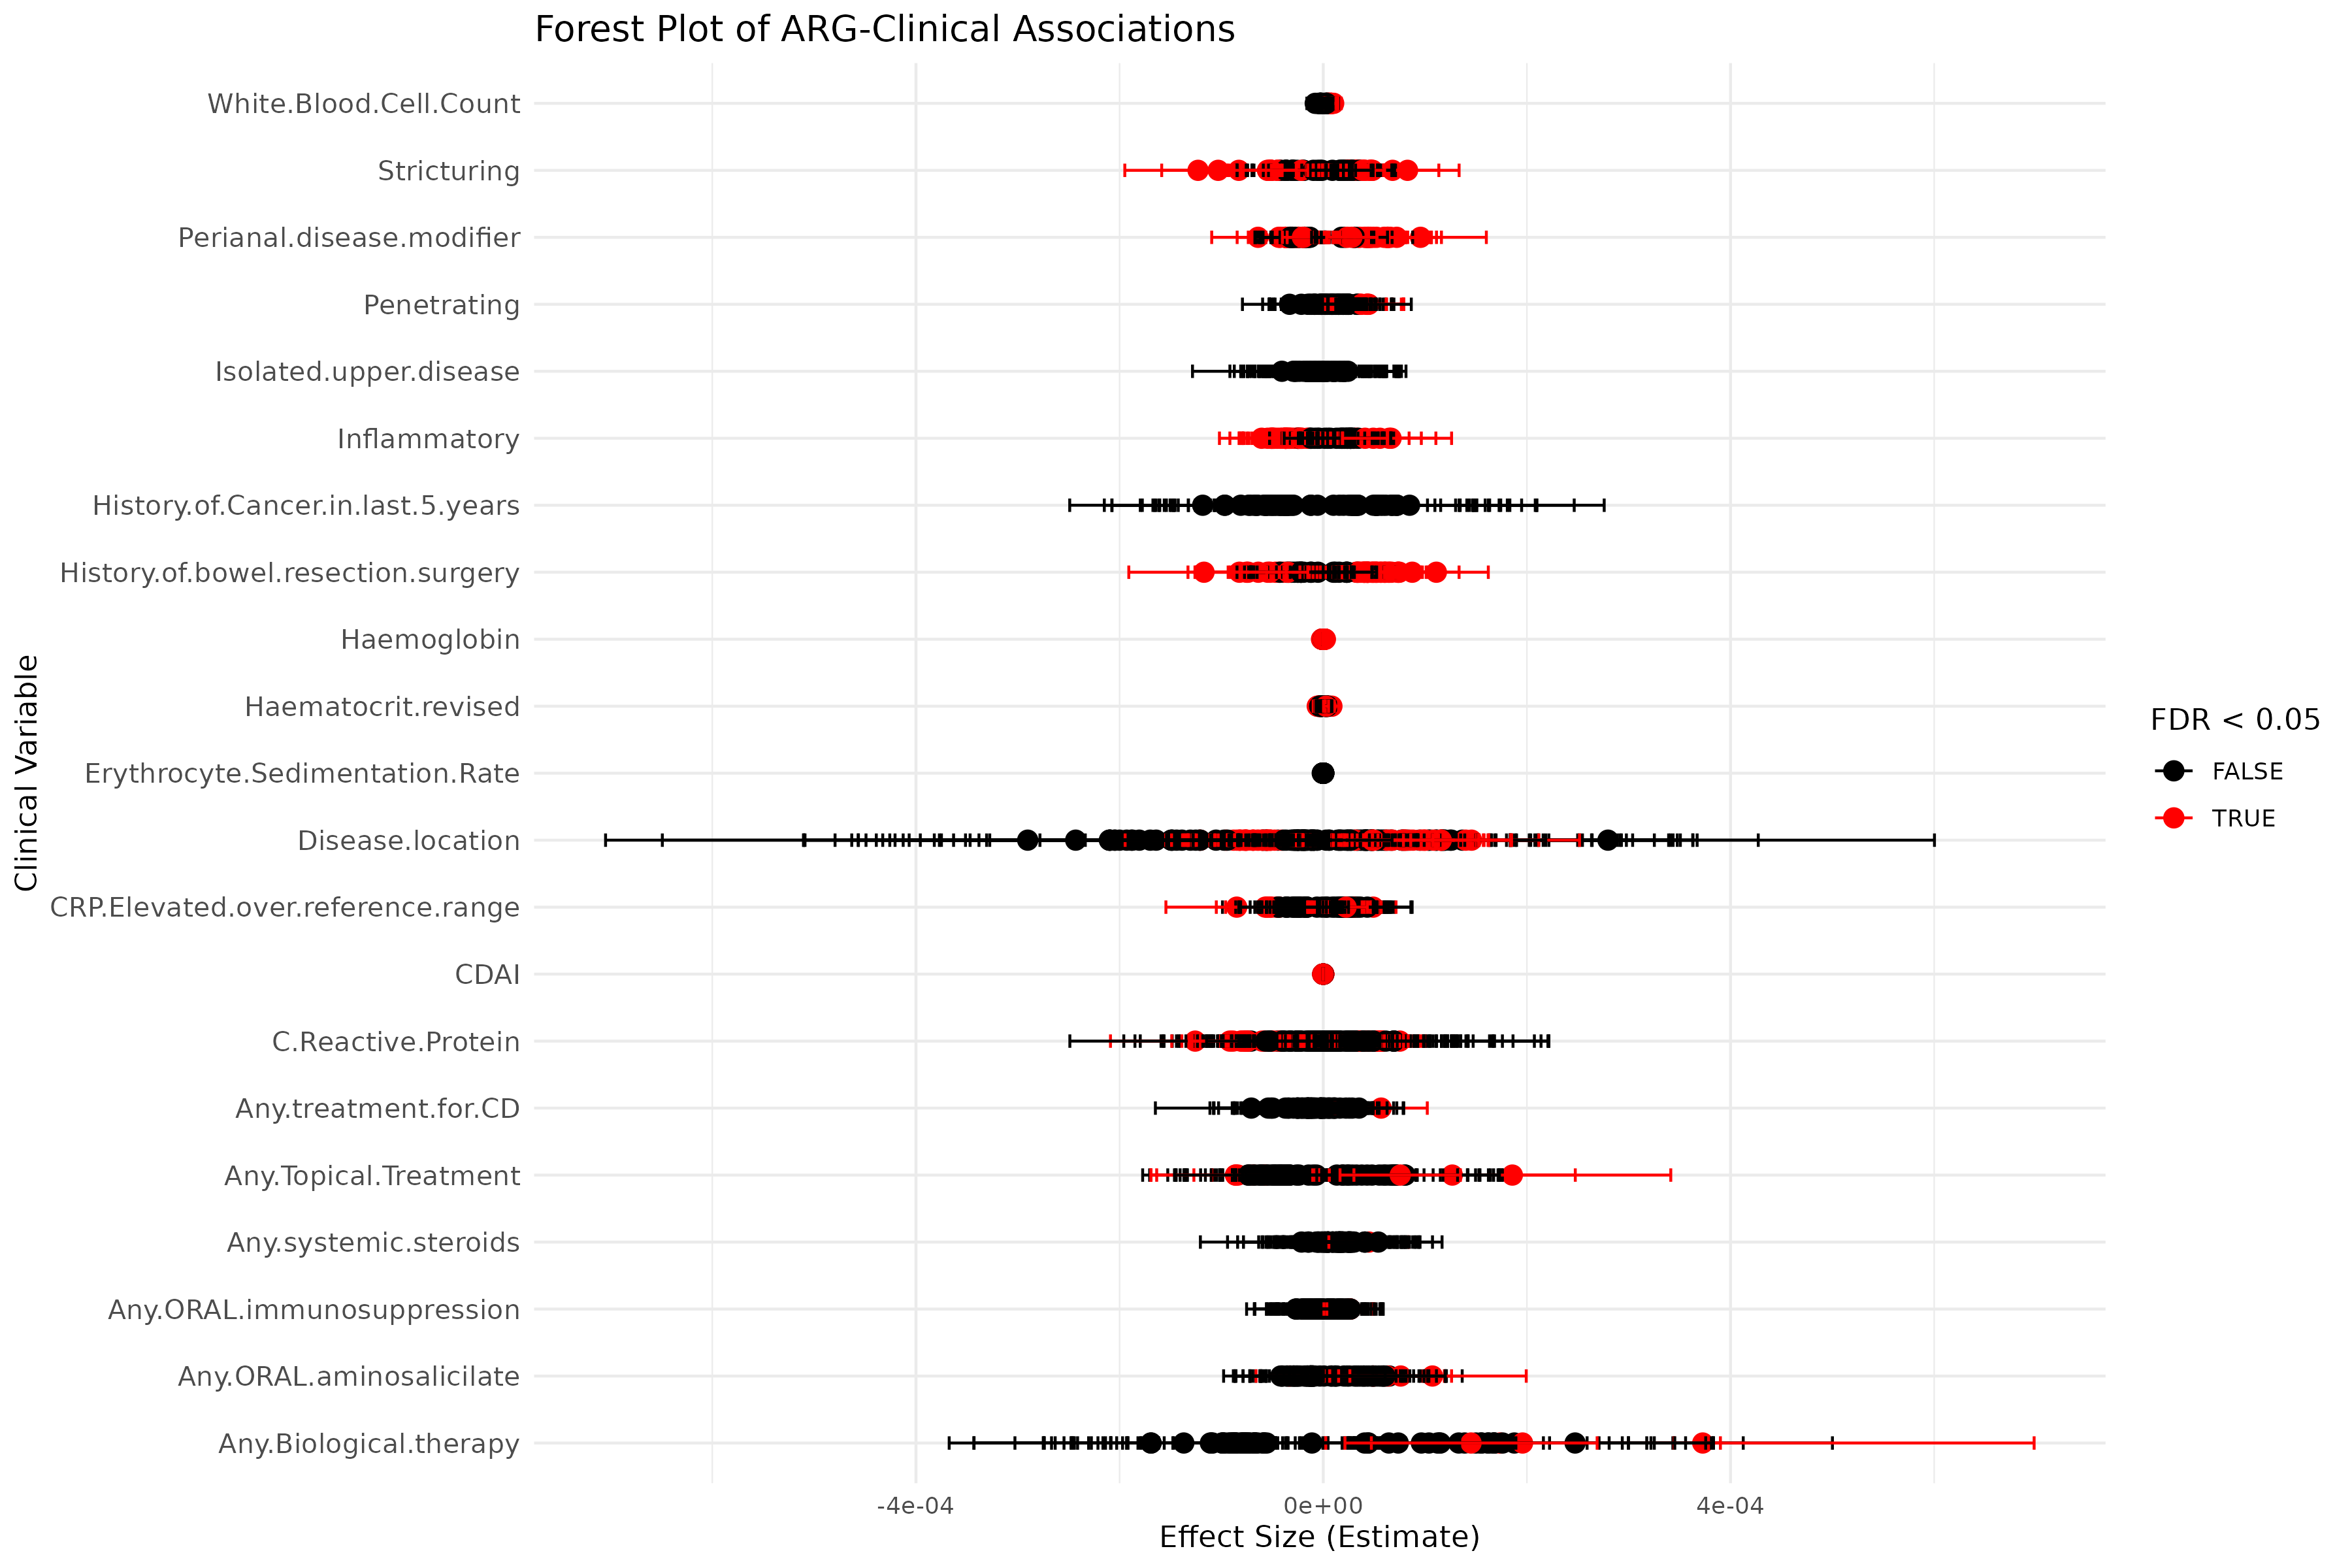 Forest Plot of ARG-Clinical Associations
White.Blood.Cell.Count
Stricturing
Perianal.disease.modifier
Penetrating
Isolated.upper.disease
Inflammatory
History.of.Cancer.in.last.5.years
History.of.bowel.resection.surgery
Haemoglobin
Haematocrit.revised
Erythrocyte.Sedimentation.Rate
Disease.location
CRP.Elevated.over.reference.range
CDAI
C.Reactive.Protein
Any.treatment.for.CD
Any.Topical.Treatment
Any.systemic.steroids
Any.ORAL.immunosuppression
Any.ORAL.aminosalicilate
Any.Biological.therapy
Clinical Variable
-4e-04
0e+00
4e-04
Effect Size (Estimate)
FDR < 0.05
FALSE
TRUE